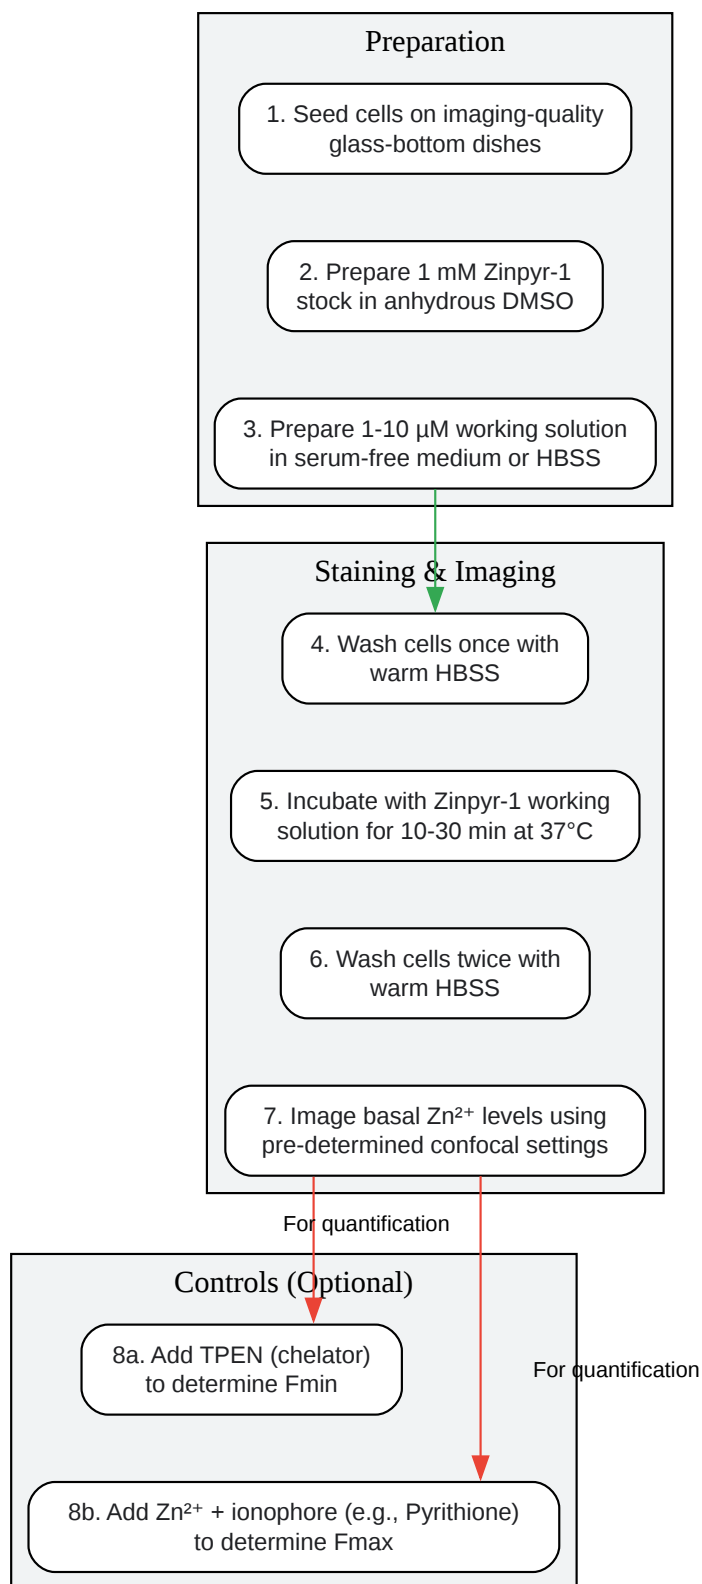 Preparation
1. Seed cells on imaging-quality
glass-bottom dishes
2. Prepare 1 mM Zinpyr-1
stock in anhydrous DMSO
3. Prepare 1-10 µM working solution
in serum-free medium or HBSS
Staining & Imaging
4. Wash cells once with
warm HBSS
5. Incubate with Zinpyr-1 working
solution for 10-30 min at 37°C
6. Wash cells twice with
warm HBSS
7. Image basal Zn²⁺ levels using
pre-determined confocal settings
For quantification
Controls (Optional)
8a. Add TPEN (chelator)
to determine Fmin
For quantification
8b. Add Zn²⁺ + ionophore (e.g., Pyrithione)
to determine Fmax